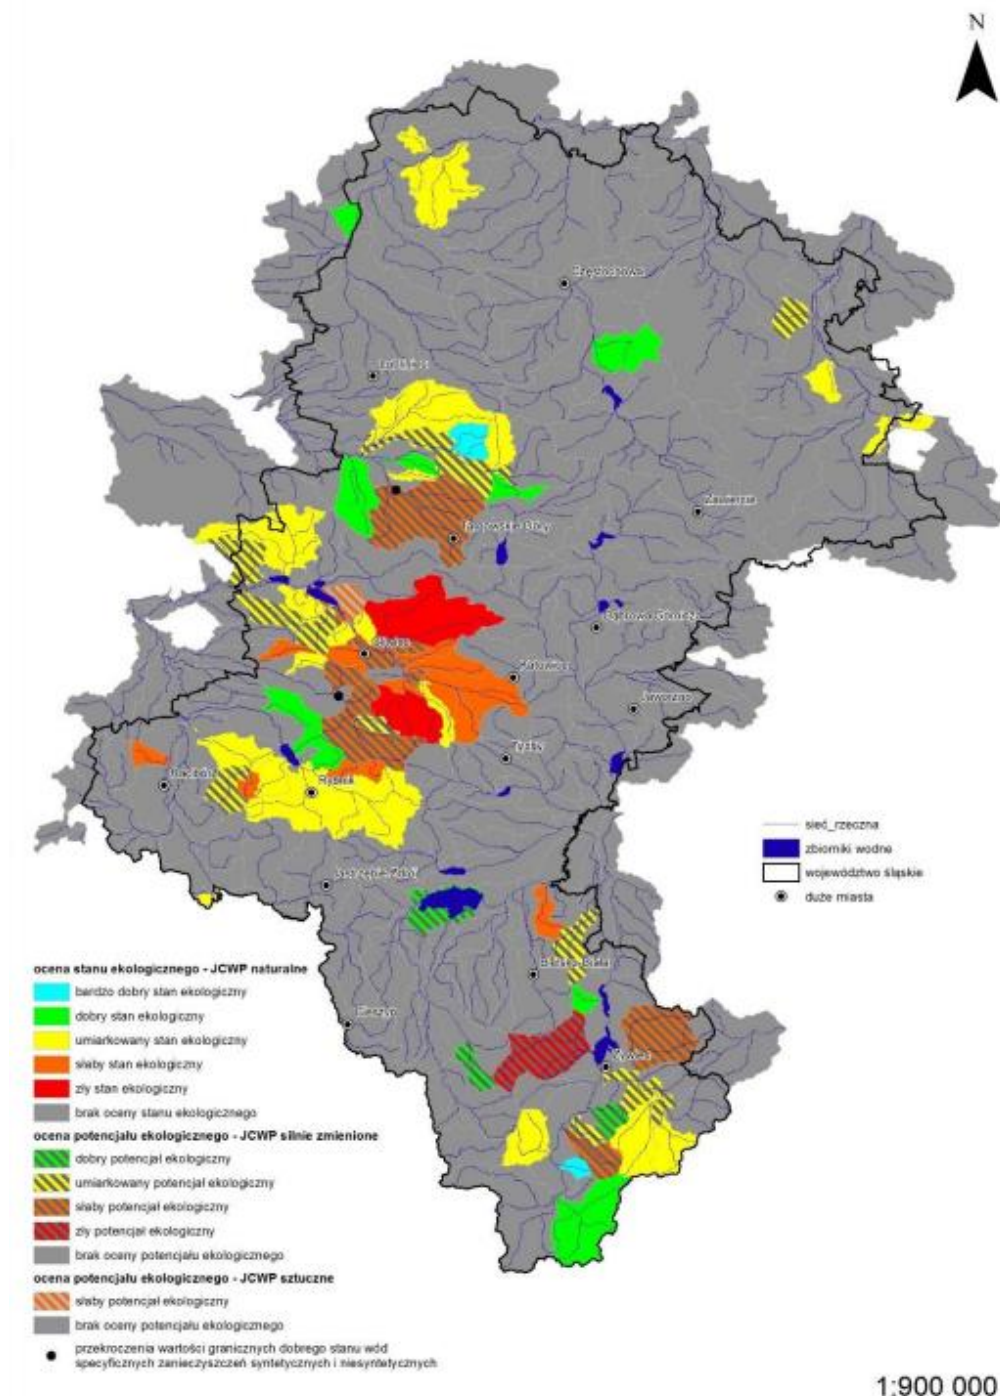 N
Częstochowa
Lubliniec
Zawiercie
Tarnowskie Góry
Dąbrowa Górnicza
Gliwice
Katowice
Jaworzno
Tychy
Racibórz
Rybnik
sieć_rzeczna
zbiorniki wodne
województwo śląskie
duże miasta
Jastrzębie Zdrój
Bielsko-Biała
Cieszyn
Żywiec
ocena stanu ekologicznego - JCWP naturalne
bardzo dobry stan ekologiczny
dobry stan ekologiczny
umiarkowany stan ekologiczny
słaby stan ekologiczny
zły stan ekologiczny
brak oceny stanu ekologicznego
ocena potencjału ekologicznego - JCWP silnie zmienione
dobry potencjał ekologiczny
umiarkowany potencjał ekologiczny
słaby potencjał ekologiczny
zły potencjał ekologiczny
brak oceny potencjału ekologicznego
ocena potencjału ekologicznego - JCWP sztuczne
słaby potencjał ekologiczny
brak oceny potencjału ekologicznego
przekroczenia wartości granicznych dobrego stanu wód
specyficznych zanieczyszczeń syntetycznych i niesyntetycznych
1:900 000